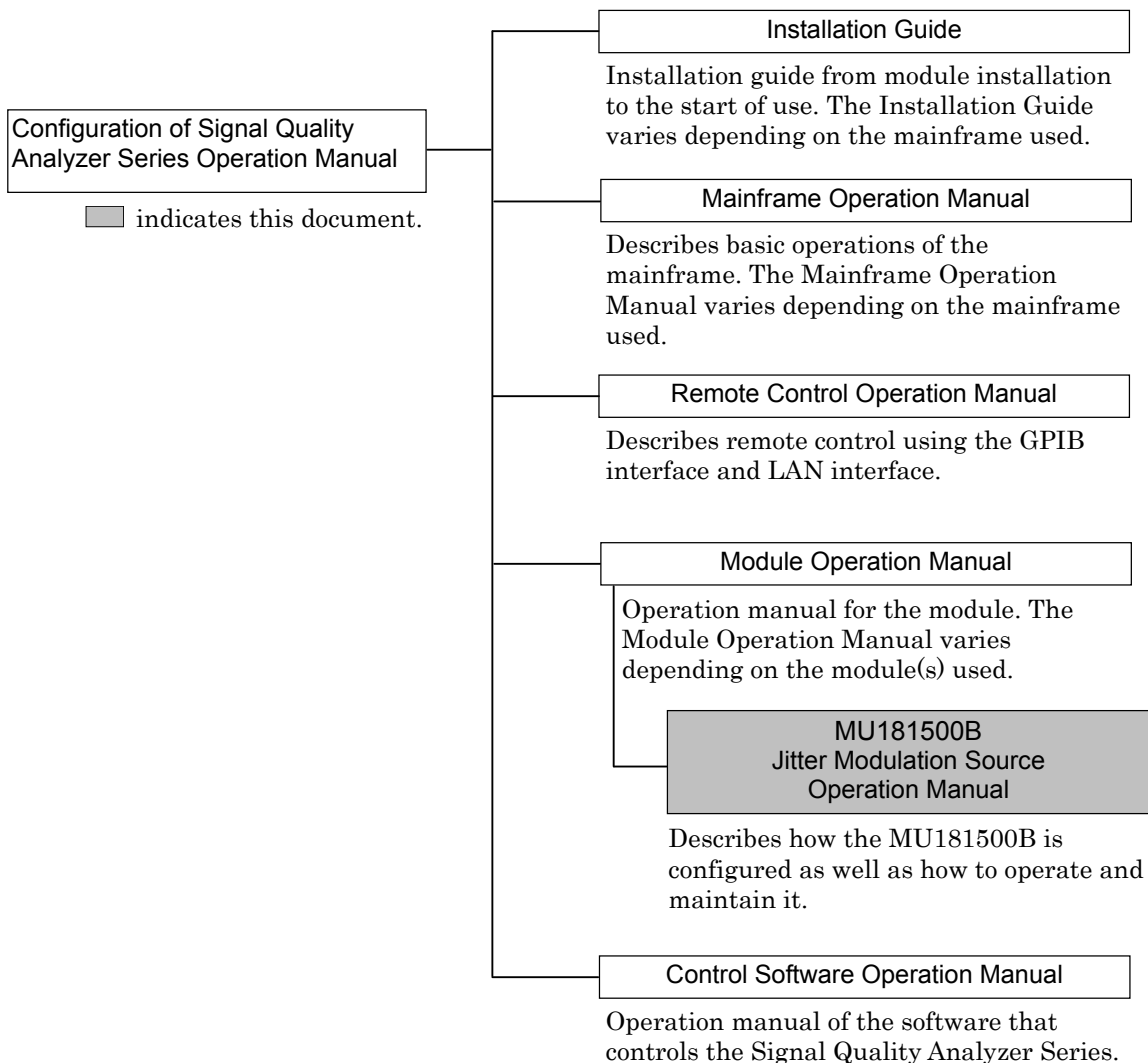 Configuration of Signal Quality
Analyzer Series Operation Manual
indicates this document.
Installation Guide
Installation guide from module installation
to the start of use. The Installation Guide
varies depending on the mainframe used.
Mainframe Operation Manual
Describes basic operations of the
mainframe. The Mainframe Operation
Manual varies depending on the mainframe
used.
Remote Control Operation Manual
Describes remote control using the GPIB
interface and LAN interface.
Module Operation Manual
Operation manual for the module. The
Module Operation Manual varies
depending on the module(s) used.
MU181500B
Jitter Modulation Source
Operation Manual
Describes how the MU181500B is
configured as well as how to operate and
maintain it.
Control Software Operation Manual
Operation manual of the software that
controls the Signal Quality Analyzer Series.